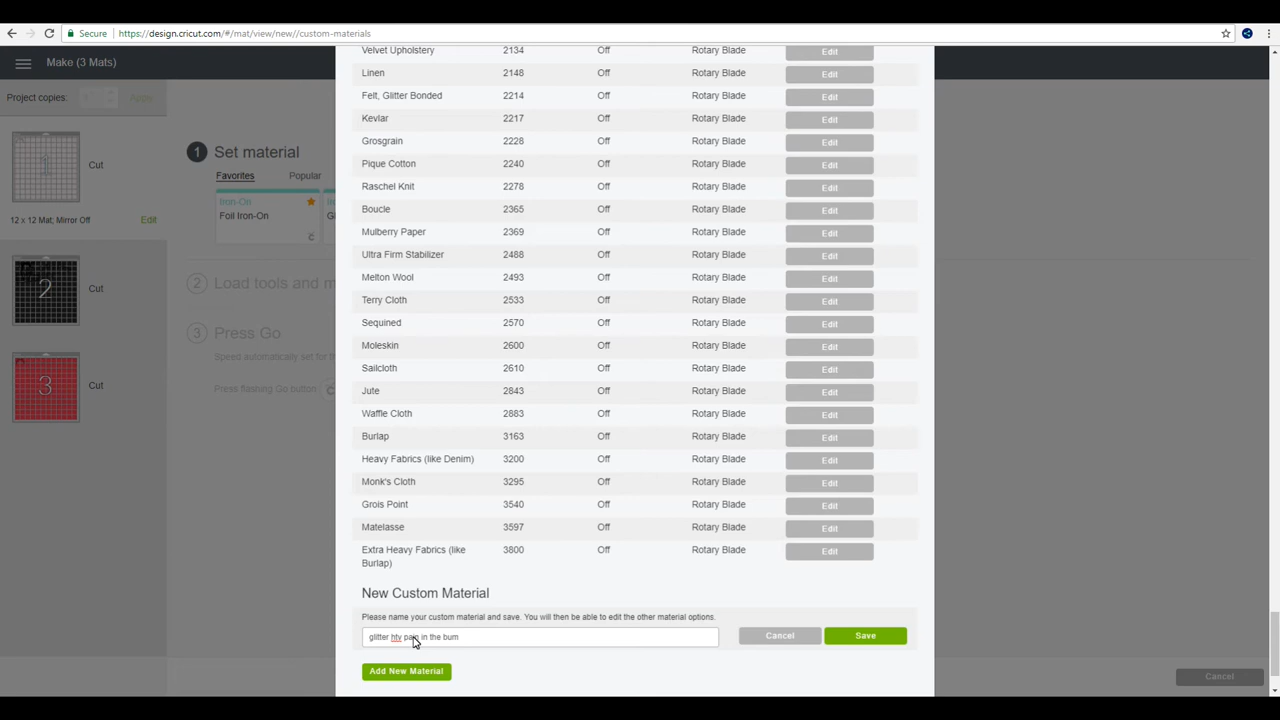 Secure https://design.cricut.com/#/mat/view/new//custom-materials
Make (3 Mats)
Project copies: Apply
1 Cut
12 x 12 Mat; Mirror Off Edit
2 Cut
3 Cut
1 Set material
Favorites Popular
Iron-On
Foil Iron-On
2 Load tools and m
3 Press Go
Speed automatically set for th
Press flashing Go button
Velvet Upholstery 2134 Off Rotary Blade Edit
Linen 2148 Off Rotary Blade Edit
Felt, Glitter Bonded 2214 Off Rotary Blade Edit
Kevlar 2217 Off Rotary Blade Edit
Grosgrain 2228 Off Rotary Blade Edit
Pique Cotton 2240 Off Rotary Blade Edit
Raschel Knit 2278 Off Rotary Blade Edit
Boucle 2365 Off Rotary Blade Edit
Mulberry Paper 2369 Off Rotary Blade Edit
Ultra Firm Stabilizer 2488 Off Rotary Blade Edit
Melton Wool 2493 Off Rotary Blade Edit
Terry Cloth 2533 Off Rotary Blade Edit
Sequined 2570 Off Rotary Blade Edit
Moleskin 2600 Off Rotary Blade Edit
Sailcloth 2610 Off Rotary Blade Edit
Jute 2843 Off Rotary Blade Edit
Waffle Cloth 2883 Off Rotary Blade Edit
Burlap 3163 Off Rotary Blade Edit
Heavy Fabrics (like Denim) 3200 Off Rotary Blade Edit
Monk's Cloth 3295 Off Rotary Blade Edit
Grois Point 3540 Off Rotary Blade Edit
Matelasse 3597 Off Rotary Blade Edit
Extra Heavy Fabrics (like 3800 Off Rotary Blade Edit
Burlap)
New Custom Material
Please name your custom material and save. You will then be able to edit the other material options.
glitter htv pain in the bum Cancel Save
Add New Material
Cancel